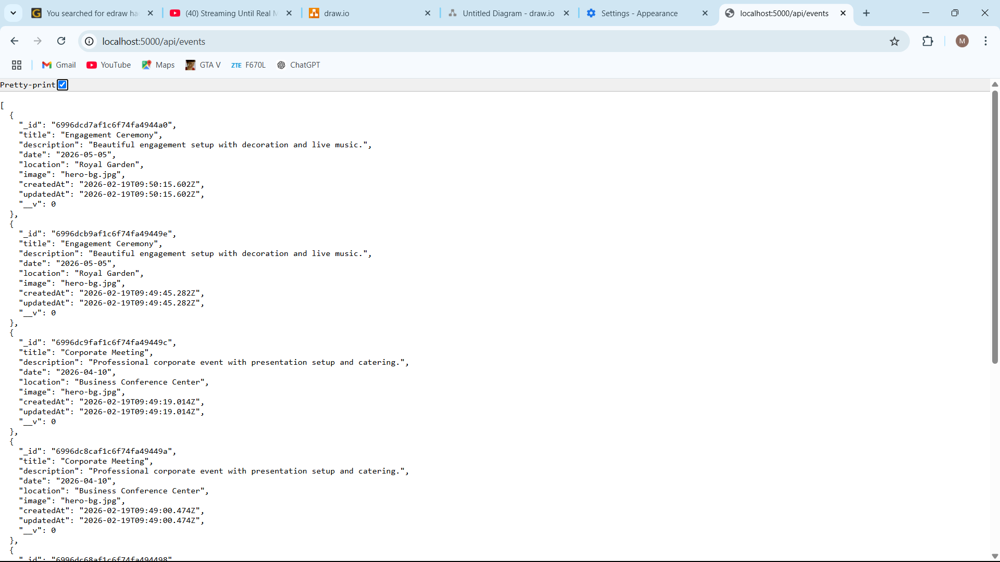 You searched for edraw ha
(40) Streaming Until Real M
draw.io
Untitled Diagram - draw.io
Settings - Appearance
localhost:5000/api/events
localhost:5000/api/events
M
Gmail
YouTube
Maps
GTA V
ZTE F670L
ChatGPT
Pretty-print
[
  {
    "_id": "6996dcd7af1c6f74fa4944a0",
    "title": "Engagement Ceremony",
    "description": "Beautiful engagement setup with decoration and live music.",
    "date": "2026-05-05",
    "location": "Royal Garden",
    "image": "hero-bg.jpg",
    "createdAt": "2026-02-19T09:50:15.602Z",
    "updatedAt": "2026-02-19T09:50:15.602Z",
    "__v": 0
  },
  {
    "_id": "6996dcb9af1c6f74fa49449e",
    "title": "Engagement Ceremony",
    "description": "Beautiful engagement setup with decoration and live music.",
    "date": "2026-05-05",
    "location": "Royal Garden",
    "image": "hero-bg.jpg",
    "createdAt": "2026-02-19T09:49:45.282Z",
    "updatedAt": "2026-02-19T09:49:45.282Z",
    "__v": 0
  },
  {
    "_id": "6996dc9faf1c6f74fa49449c",
    "title": "Corporate Meeting",
    "description": "Professional corporate event with presentation setup and catering.",
    "date": "2026-04-10",
    "location": "Business Conference Center",
    "image": "hero-bg.jpg",
    "createdAt": "2026-02-19T09:49:19.014Z",
    "updatedAt": "2026-02-19T09:49:19.014Z",
    "__v": 0
  },
  {
    "_id": "6996dc8caf1c6f74fa49449a",
    "title": "Corporate Meeting",
    "description": "Professional corporate event with presentation setup and catering.",
    "date": "2026-04-10",
    "location": "Business Conference Center",
    "image": "hero-bg.jpg",
    "createdAt": "2026-02-19T09:49:00.474Z",
    "updatedAt": "2026-02-19T09:49:00.474Z",
    "__v": 0
  },
  {
    "_id": "6996dc68af1c6f74fa494498"